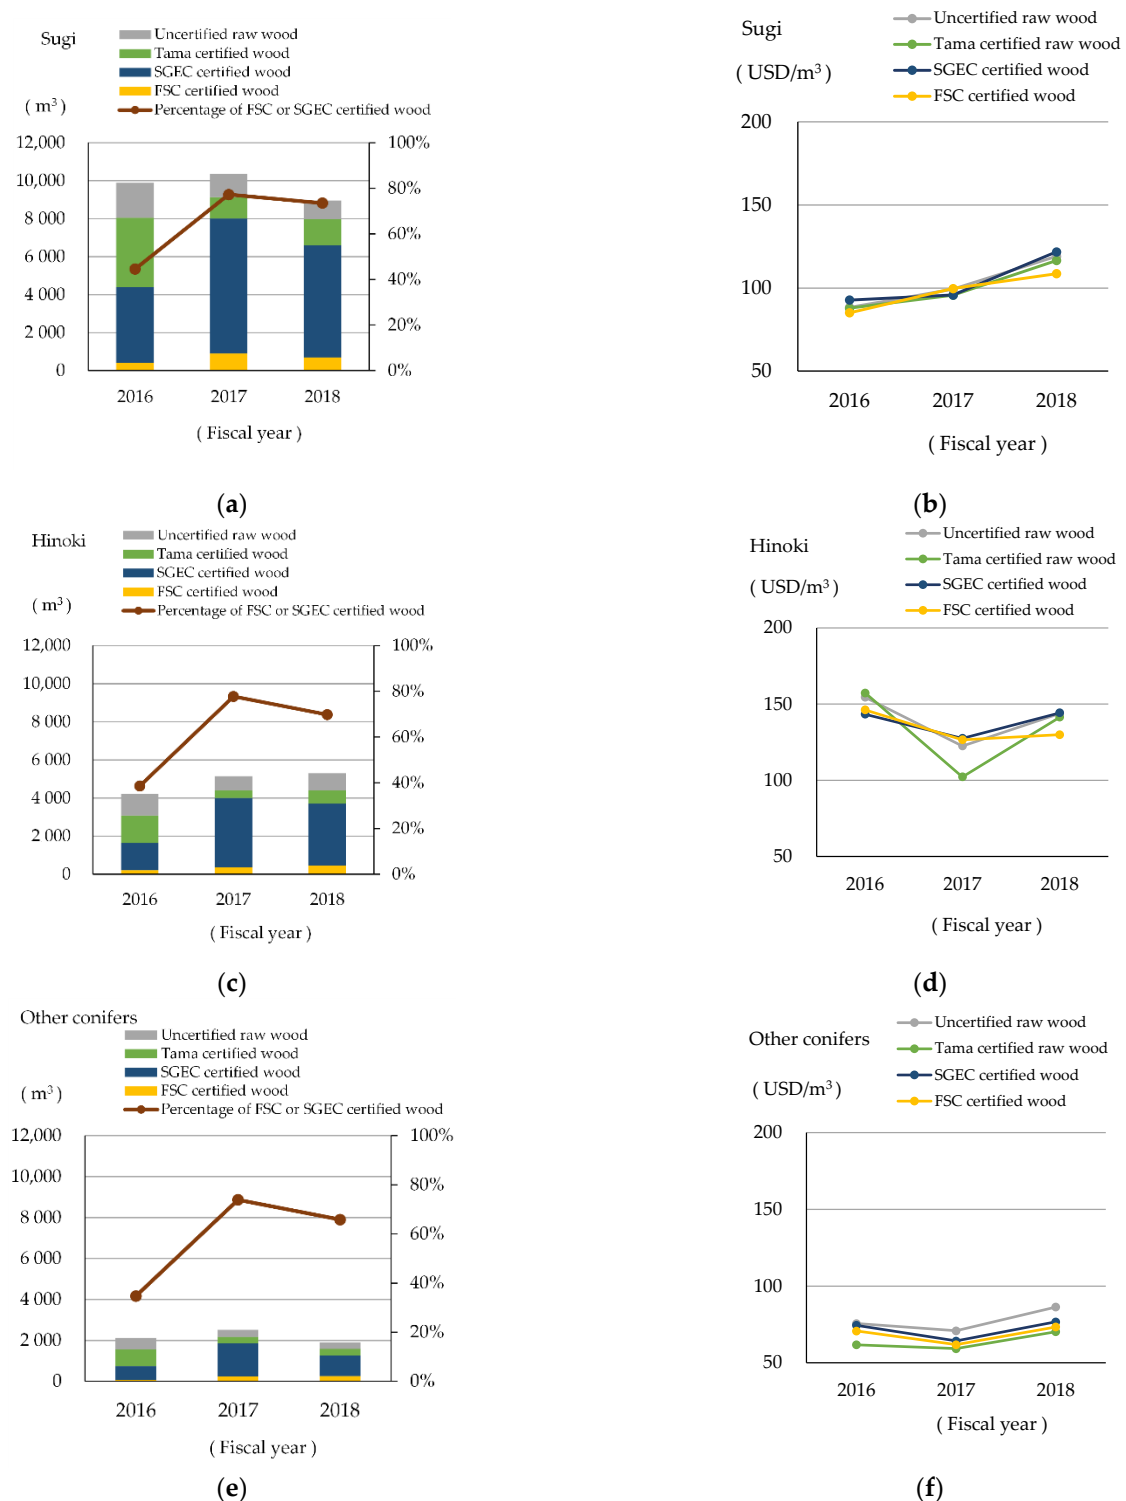 Sugi
Uncertified raw wood
Tama certified wood
SGEC certified wood
FSC certified wood
Percentage of FSC or SGEC certified wood
( m³ )
12,000
10,000
8 000
6 000
4 000
2 000
0
100%
80%
60%
40%
20%
0%
2016 2017 2018
( Fiscal year )
(a)
Sugi
( USD/m³ )
Uncertified raw wood
Tama certified raw wood
SGEC certified wood
FSC certified wood
200
150
100
50
2016 2017 2018
( Fiscal year )
(b)
Hinoki
Uncertified raw wood
Tama certified wood
SGEC certified wood
FSC certified wood
Percentage of FSC or SGEC certified wood
( m³ )
12,000
10,000
8 000
6 000
4 000
2 000
0
100%
80%
60%
40%
20%
0%
2016 2017 2018
( Fiscal year )
(c)
Hinoki
( USD/m³ )
Uncertified raw wood
Tama certified raw wood
SGEC certified wood
FSC certified wood
200
150
100
50
2016 2017 2018
( Fiscal year )
(d)
Other conifers
Uncertified raw wood
Tama certified wood
SGEC certified wood
FSC certified wood
Percentage of FSC or SGEC certified wood
( m³ )
12,000
10,000
8 000
6 000
4 000
2 000
0
100%
80%
60%
40%
20%
0%
2016 2017 2018
( Fiscal year )
(e)
Other conifers
( USD/m³ )
Uncertified raw wood
Tama certified raw wood
SGEC certified wood
FSC certified wood
200
150
100
50
2016 2017 2018
( Fiscal year )
(f)